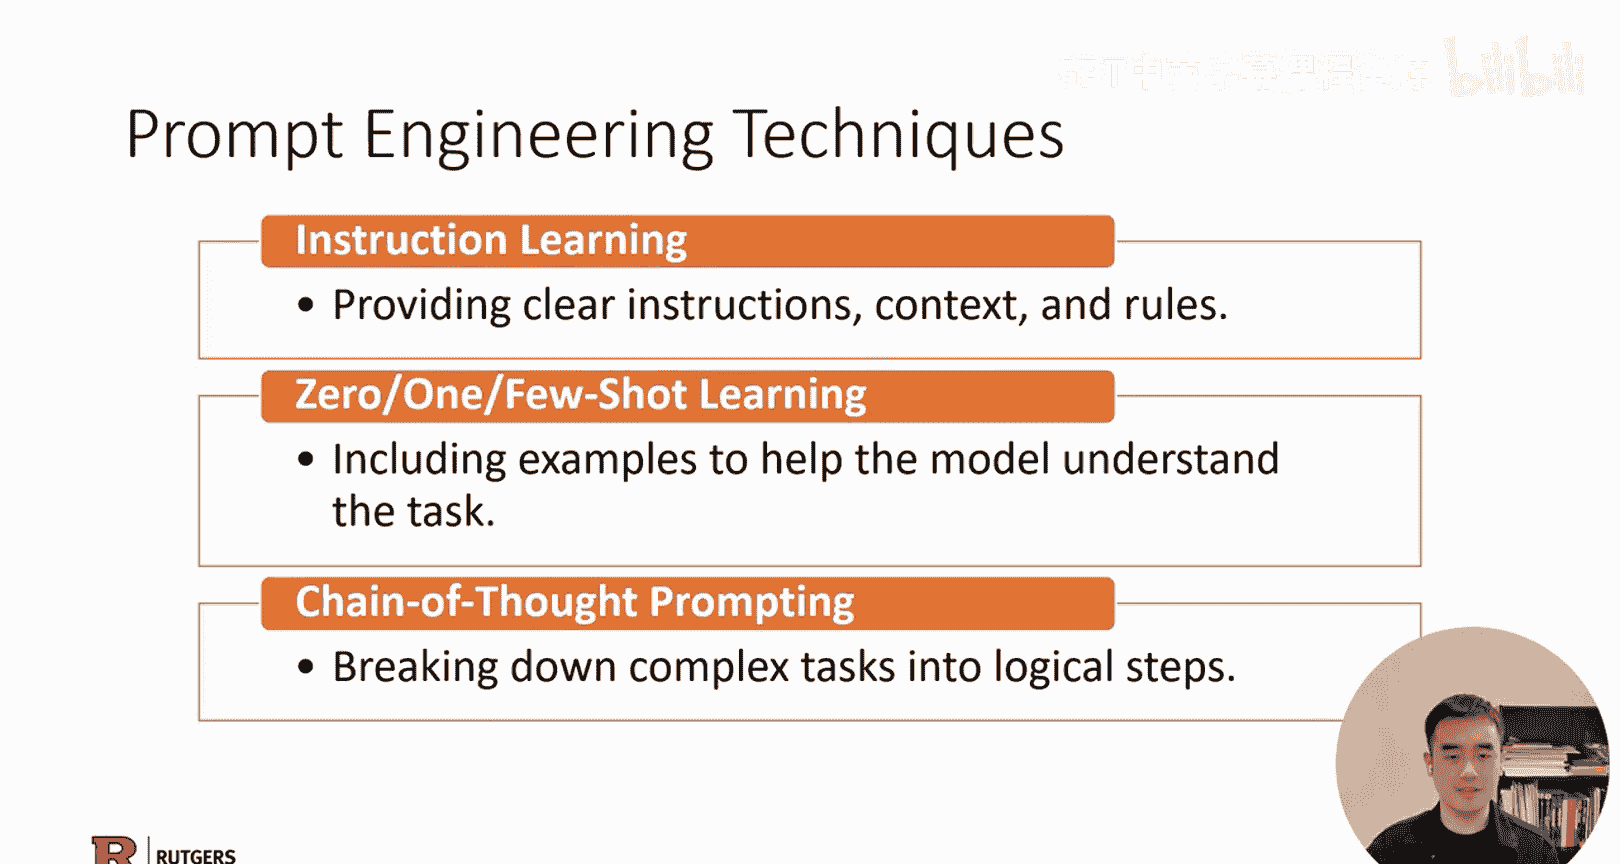 bilibili
Prompt Engineering Techniques
Instruction Learning
• Providing clear instructions, context, and rules.
Zero/One/Few-Shot Learning
• Including examples to help the model understand
the task.
Chain-of-Thought Prompting
• Breaking down complex tasks into logical steps.
R RUTGERS